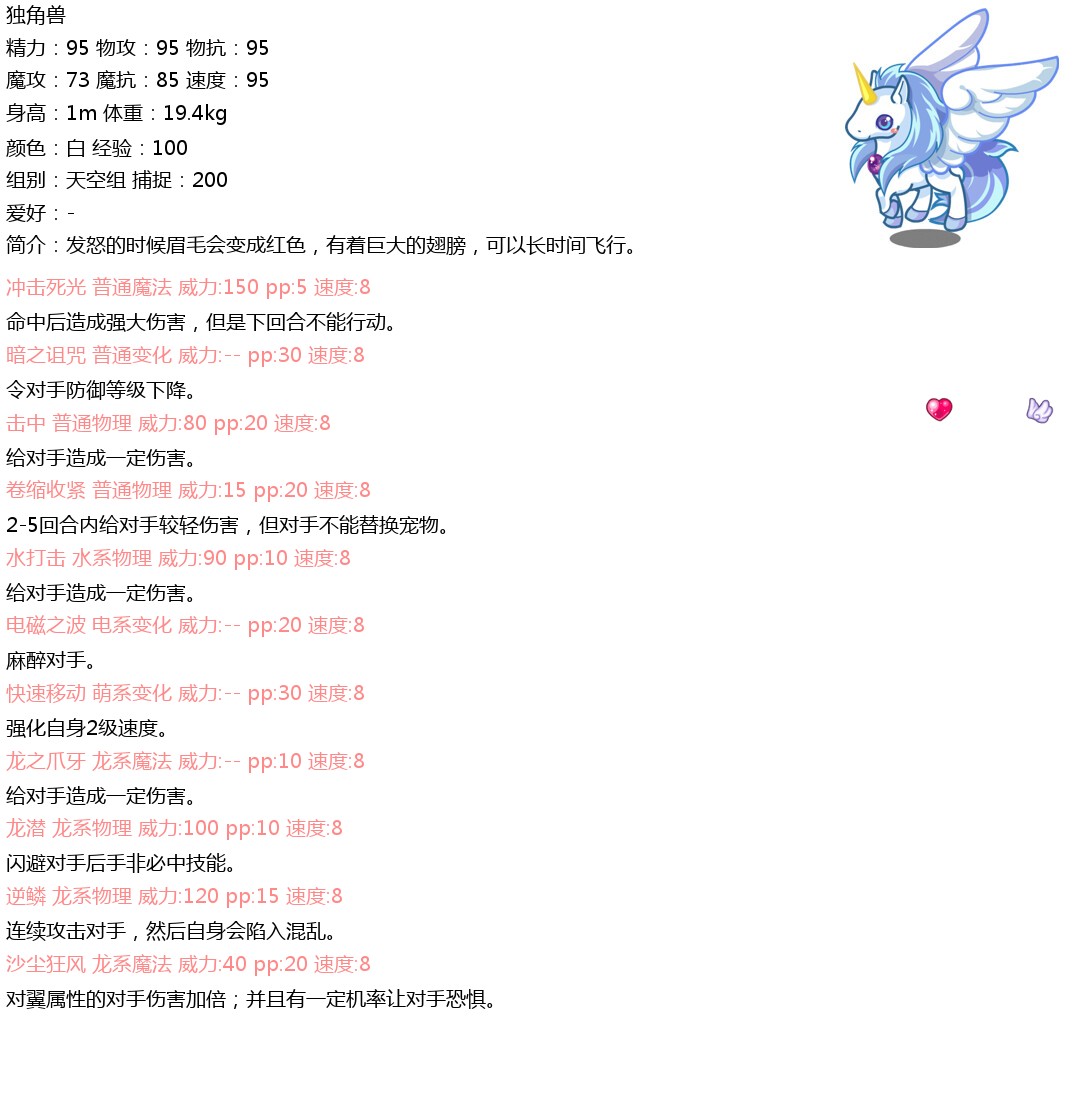 独角兽
精力：95 物攻：95 物抗：95
魔攻：73 魔抗：85 速度：95
身高：1m 体重：19.4kg
颜色：白 经验：100
组别：天空组 捕捉：200
爱好：-
简介：发怒的时候眉毛会变成红色，有着巨大的翅膀，可以长时间飞行。
冲击死光 普通魔法 威力:150 pp:5 速度:8
命中后造成强大伤害，但是下回合不能行动。
暗之诅咒 普通变化 威力:-- pp:30 速度:8
令对手防御等级下降。
击中 普通物理 威力:80 pp:20 速度:8
给对手造成一定伤害。
卷缩收紧 普通物理 威力:15 pp:20 速度:8
2-5回合内给对手较轻伤害，但对手不能替换宠物。
水打击 水系物理 威力:90 pp:10 速度:8
给对手造成一定伤害。
电磁之波 电系变化 威力:-- pp:20 速度:8
麻醉对手。
快速移动 萌系变化 威力:-- pp:30 速度:8
强化自身2级速度。
龙之爪牙 龙系魔法 威力:-- pp:10 速度:8
给对手造成一定伤害。
龙潜 龙系物理 威力:100 pp:10 速度:8
闪避对手后手非必中技能。
逆鳞 龙系物理 威力:120 pp:15 速度:8
连续攻击对手，然后自身会陷入混乱。
沙尘狂风 龙系魔法 威力:40 pp:20 速度:8
对翼属性的对手伤害加倍；并且有一定机率让对手恐惧。